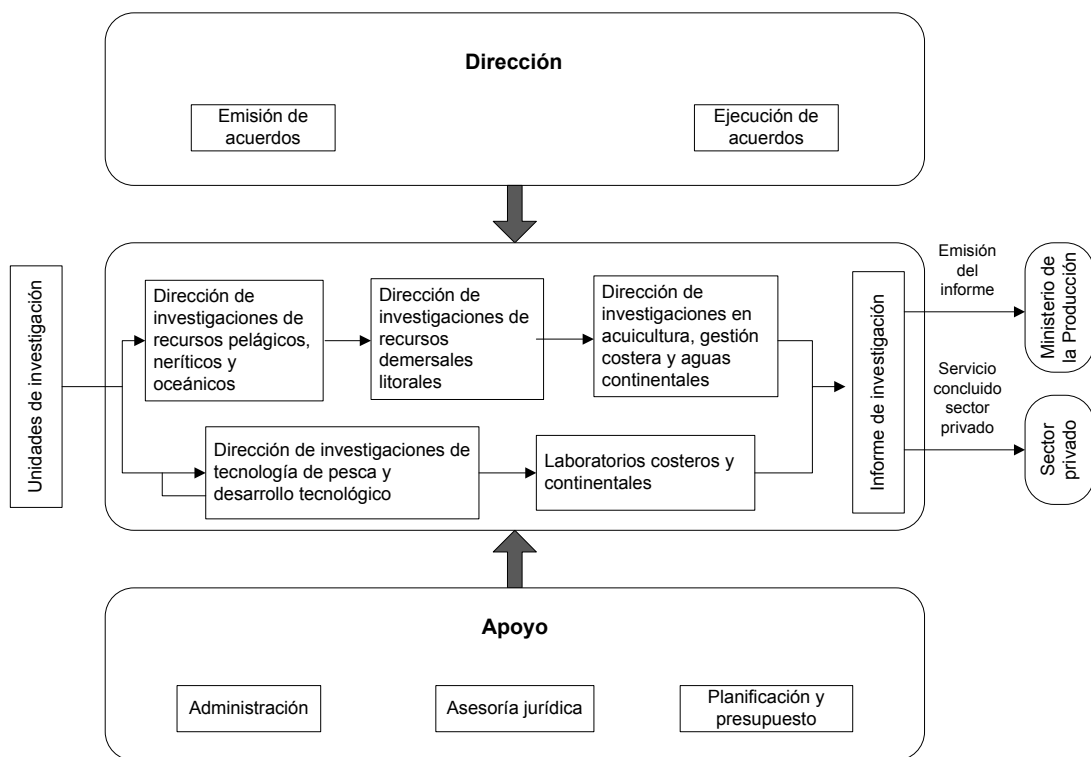 Dirección
Emisión de
acuerdos
Ejecución de
acuerdos
Unidades de investigación
Dirección de
investigaciones de
recursos pelágicos,
neríticos y
oceánicos
Dirección de
investigaciones de
recursos
demersales
litorales
Dirección de
investigaciones en
acuicultura, gestión
costera y aguas
continentales
Dirección de investigaciones de
tecnología de pesca y
desarrollo tecnológico
Laboratorios costeros y
continentales
Informe de investigación
Emisión
del
informe
Ministerio de
la Producción
Servicio
concluido
sector
privado
Sector
privado
Apoyo
Administración
Asesoría jurídica
Planificación y
presupuesto